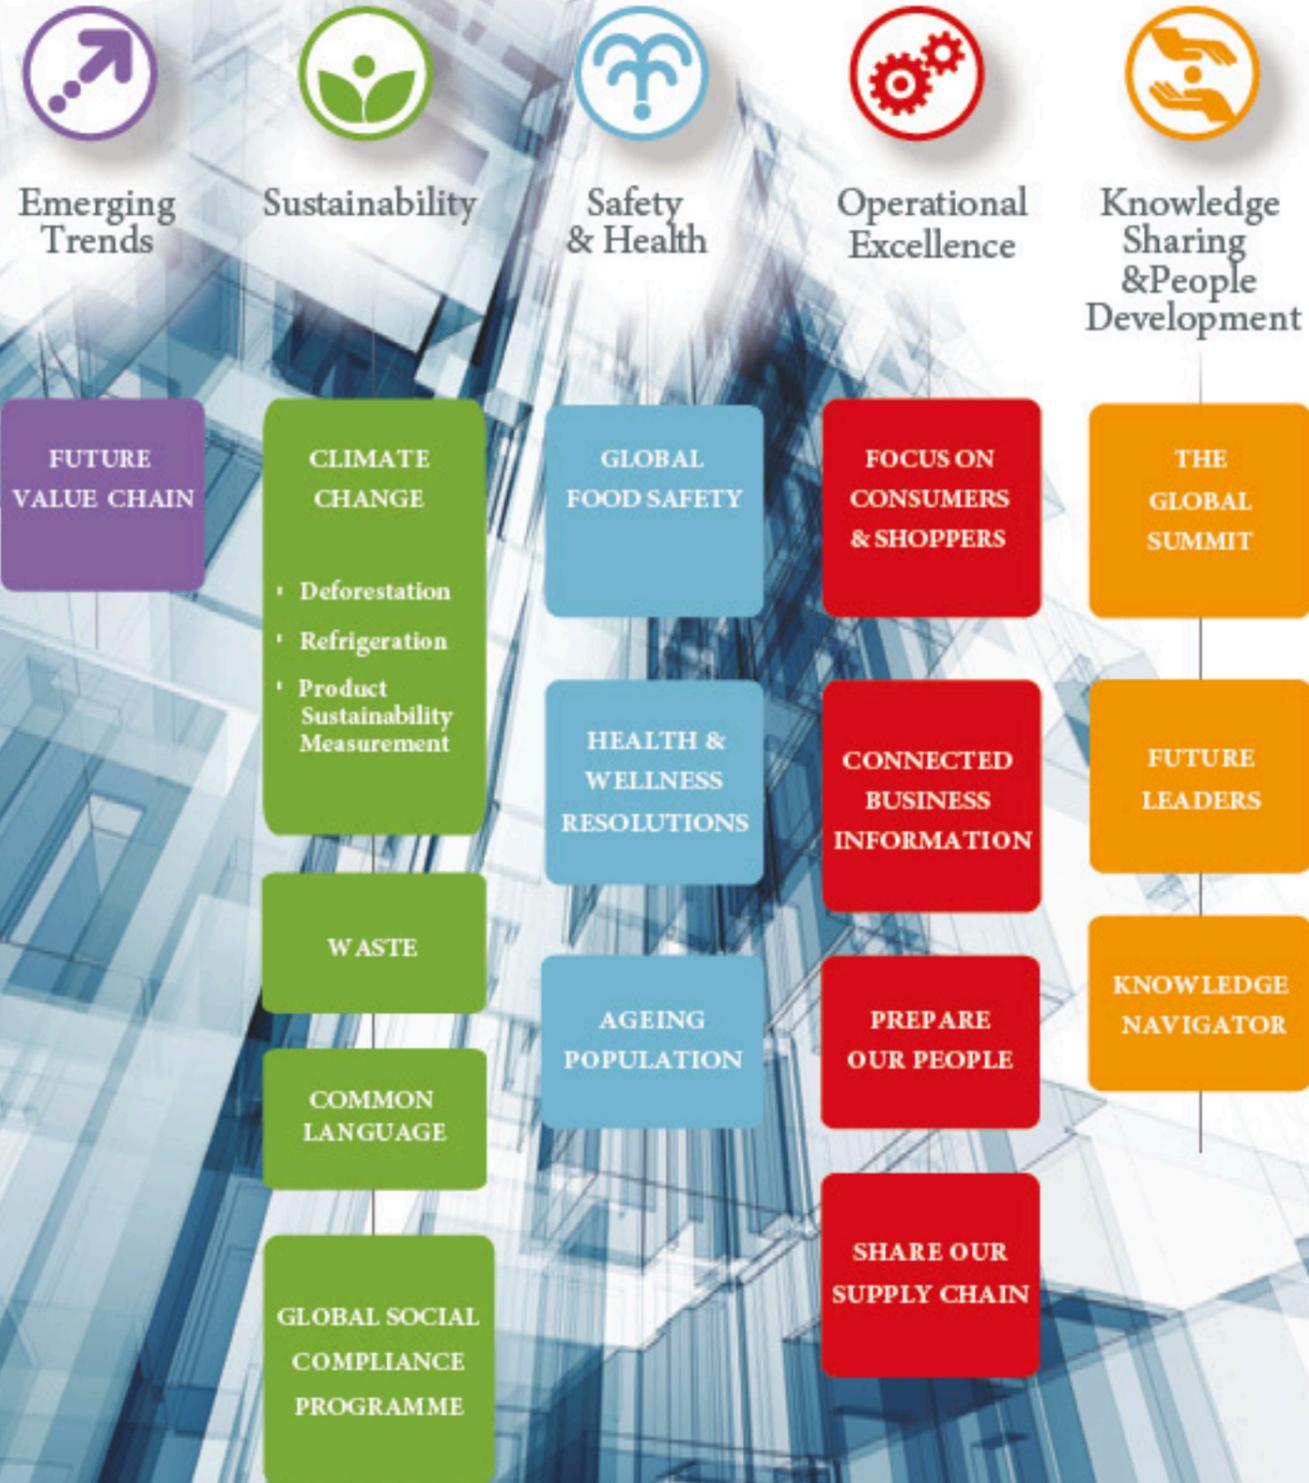 Emerging
Trends
Sustainability
Safety
& Health
Operational
Excellence
Knowledge
Sharing
&People
Development
FUTURE
VALUE CHAIN
CLIMATE
CHANGE
Deforestation
Refrigeration
Product
Sustainability
Measurement
WASTE
COMMON
LANGUAGE
GLOBAL SOCIAL
COMPLIANCE
PROGRAMME
GLOBAL
FOOD SAFETY
HEALTH &
WELLNESS
RESOLUTIONS
AGEING
POPULATION
FOCUS ON
CONSUMERS
& SHOPPERS
CONNECTED
BUSINESS
INFORMATION
PREPARE
OUR PEOPLE
SHARE OUR
SUPPLY CHAIN
THE
GLOBAL
SUMMIT
FUTURE
LEADERS
KNOWLEDGE
NAVIGATOR